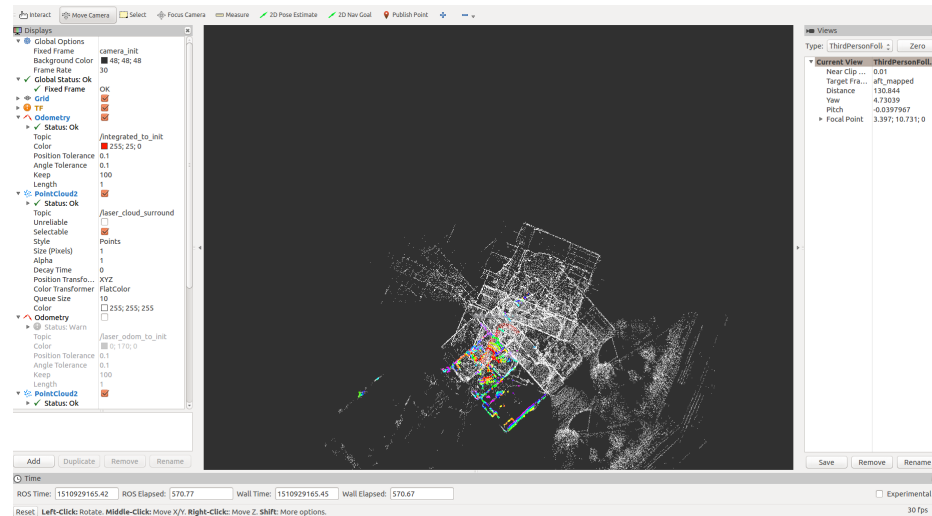 Interact Move Camera Select Focus Camera Measure 2D Pose Estimate 2D Nav Goal Publish Point
Displays
Global Options
Fixed Frame camera_init
Background Color 48; 48; 48
Frame Rate 30
Global Status: Ok
Fixed Frame OK
Grid
TF
Odometry
Status: Ok
Topic /integrated_to_init
Color 255; 25; 0
Position Tolerance 0.1
Angle Tolerance 0.1
Keep 100
Length 1
PointCloud2
Status: Ok
Topic /laser_cloud_surround
Unreliable
Selectable
Style Points
Size (Pixels) 1
Alpha 1
Decay Time 0
Position Transfo... XYZ
Color Transformer FlatColor
Queue Size 10
Color 255; 255; 255
Odometry
Status: Warn
Topic /laser_odom_to_init
Color 0; 170; 0
Position Tolerance 0.1
Angle Tolerance 0.1
Keep 100
Length 1
PointCloud2
Status: Ok
Add Duplicate Remove Rename
Views
Type: ThirdPersonFoll Zero
Current View ThirdPersonFoll...
Near Clip ... 0.01
Target Fra... aft_mapped
Distance 130.844
Yaw 4.73039
Pitch -0.0397967
Focal Point 3.397; 10.731; 0
Save Remove Rename
Time
ROS Time: 1510929165.42 ROS Elapsed: 570.77 Wall Time: 1510929165.45 Wall Elapsed: 570.67 Experimental
Reset Left-Click: Rotate. Middle-Click: Move X/Y. Right-Click:: Move Z. Shift: More options. 30 fps